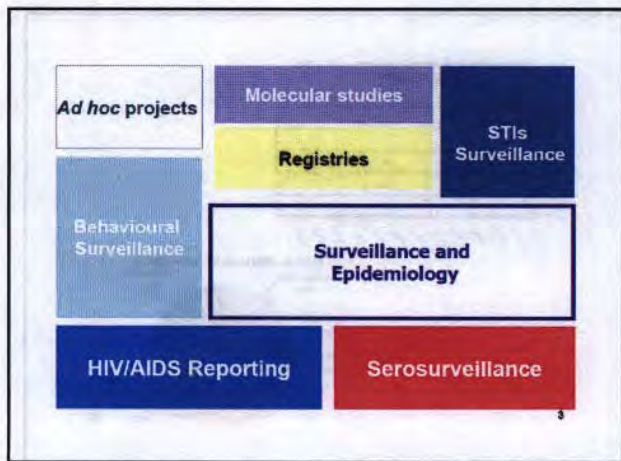 Ad hoc projects
Molecular studies
STIs
Surveillance
Registries
Behavioural
Surveillance
Surveillance and
Epidemiology
HIV/AIDS Reporting
Serosurveillance
3